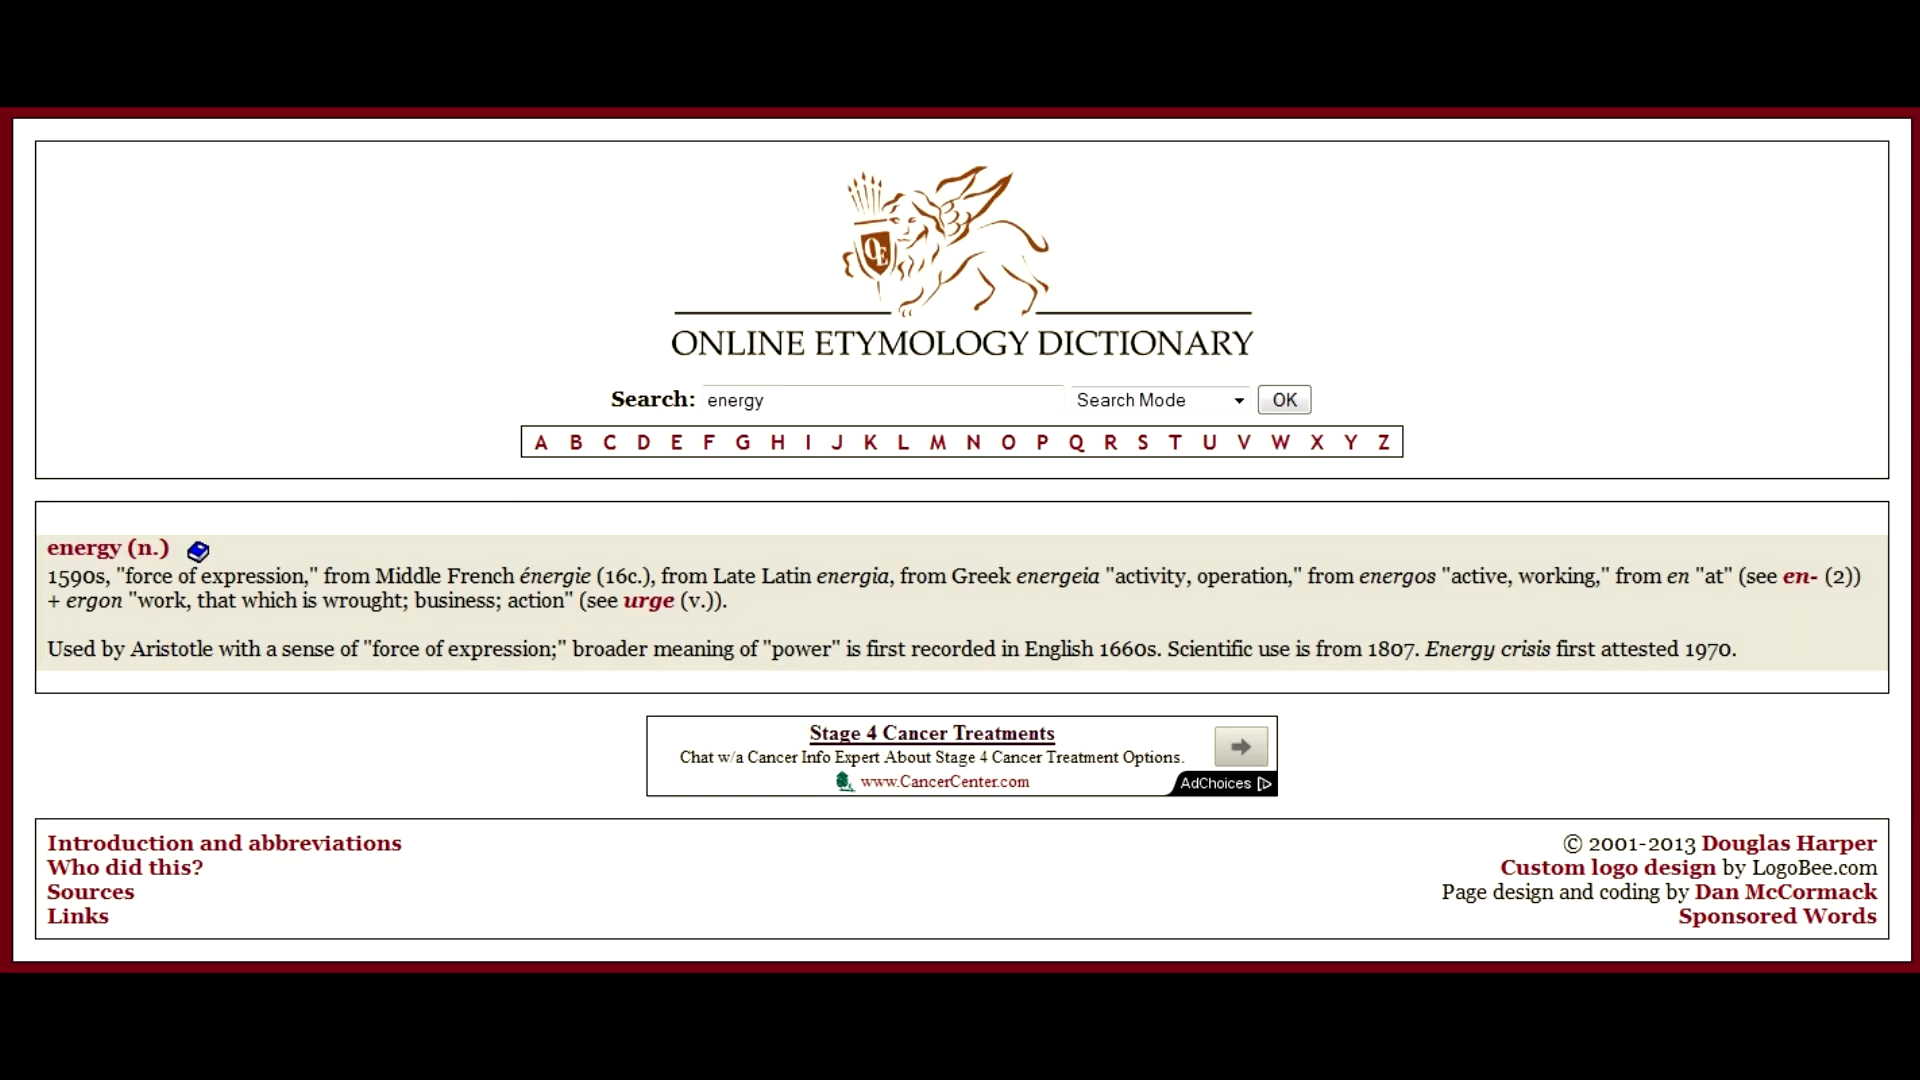 OE
ONLINE ETYMOLOGY DICTIONARY
Search: energy Search Mode OK
A B C D E F G H I J K L M N O P Q R S T U V W X Y Z
energy (n.)
1590s, "force of expression," from Middle French énergie (16c.), from Late Latin energia, from Greek energeia "activity, operation," from energos "active, working," from en "at" (see en- (2))
+ ergon "work, that which is wrought; business; action" (see urge (v.)).
Used by Aristotle with a sense of "force of expression;" broader meaning of "power" is first recorded in English 1660s. Scientific use is from 1807. Energy crisis first attested 1970.
Stage 4 Cancer Treatments
Chat w/a Cancer Info Expert About Stage 4 Cancer Treatment Options.
www.CancerCenter.com
AdChoices
Introduction and abbreviations
Who did this?
Sources
Links
© 2001-2013 Douglas Harper
Custom logo design by LogoBee.com
Page design and coding by Dan McCormack
Sponsored Words